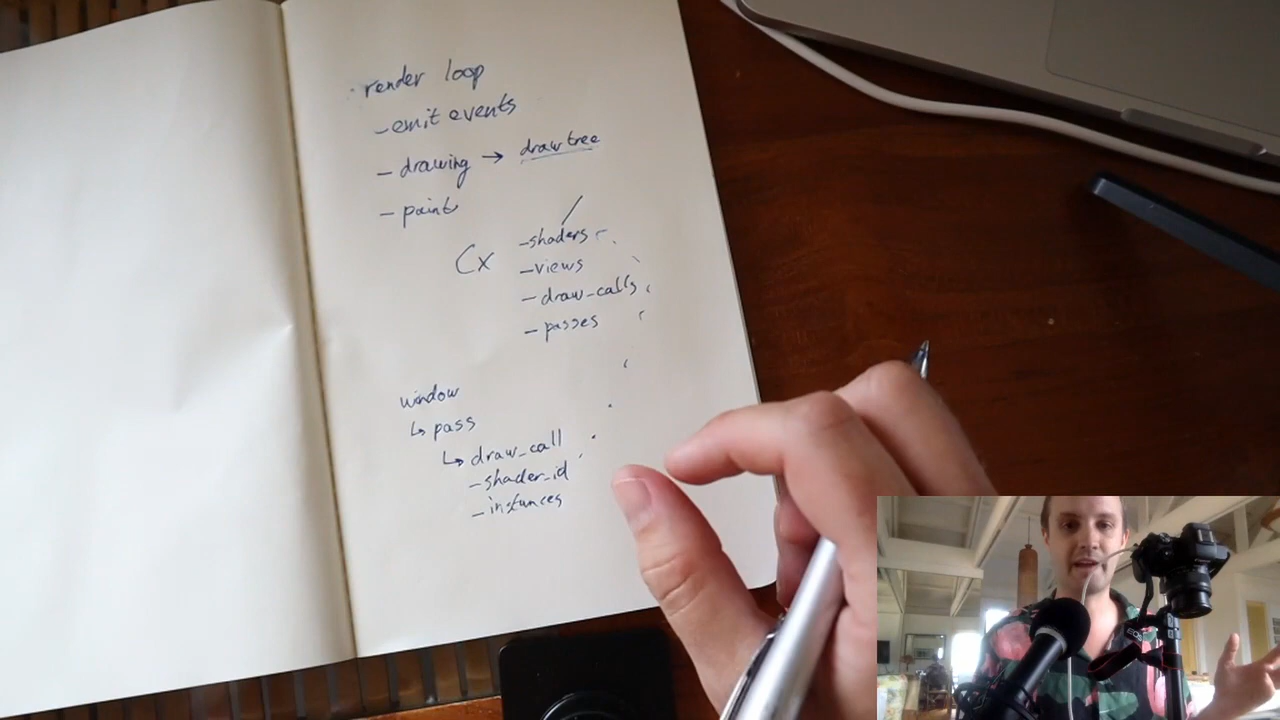 render loop
- emit events
- drawing → draw tree
- paint
Cx
- shaders
- views
- draw_calls
- passes
window
↳ pass
↳ draw_call
- shader_id
- instances